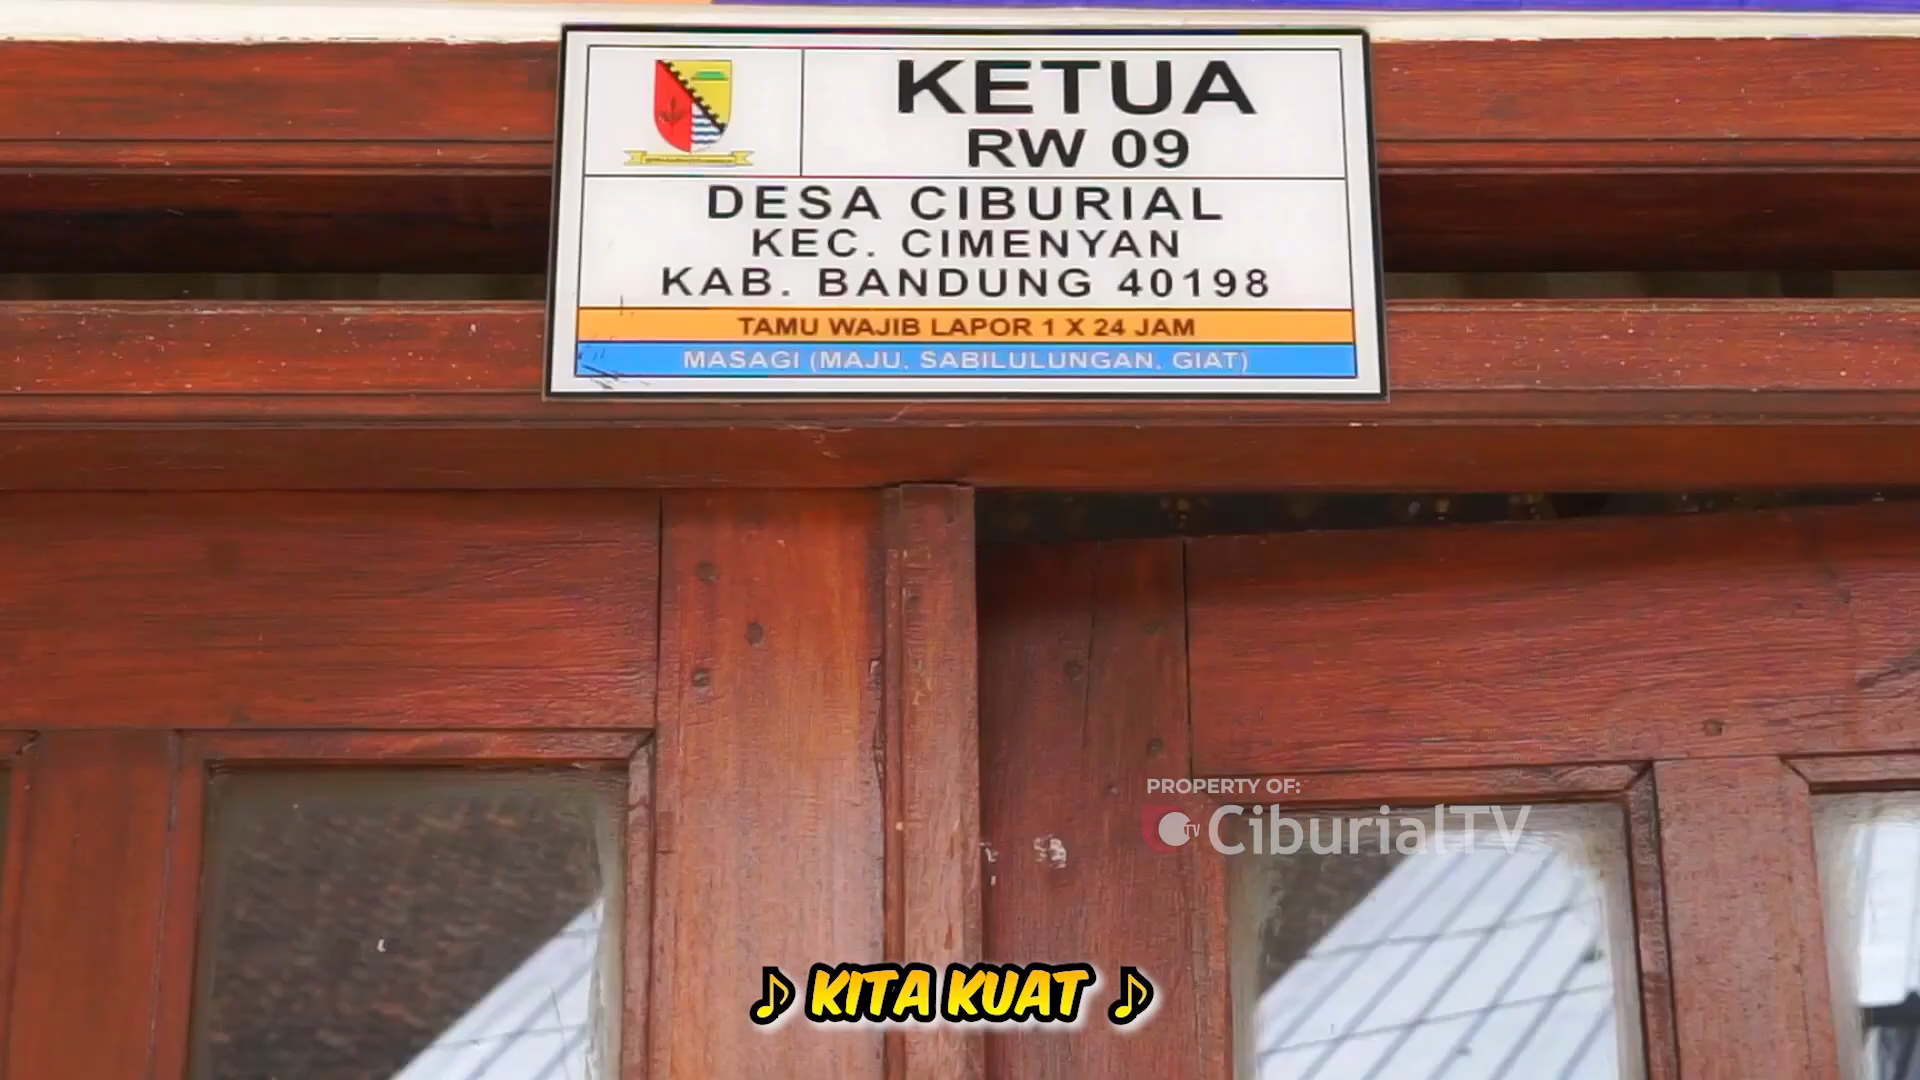 KETUA
RW 09
DESA CIBURIAL
KEC. CIMENYAN
KAB. BANDUNG 40198
TAMU WAJIB LAPOR 1 X 24 JAM
MASAGI (MAJU, SABILULUNGAN, GIAT)
PROPERTY OF:
TV CiburialTV
♪ KITA KUAT ♪